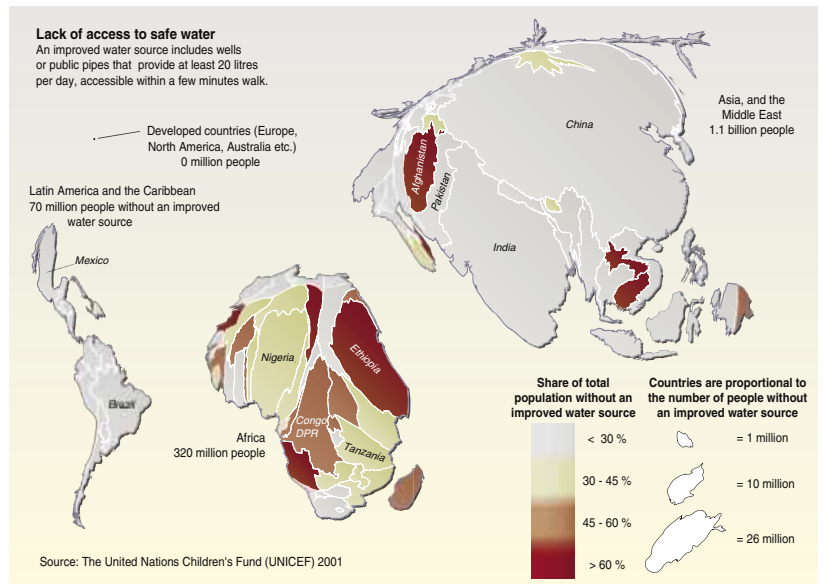 Lack of access to safe water
An improved water source includes wells
or public pipes that provide at least 20 litres
per day, accessible within a few minutes walk.
Developed countries (Europe,
North America, Australia etc.)
0 million people
Latin America and the Caribbean
70 million people without an improved
water source
Mexico
Brazil
Asia, and the
Middle East
1.1 billion people
China
Afghanistan
Pakistan
India
Nigeria
Ethiopia
Congo
DPR
Tanzania
Africa
320 million people
Share of total
population without an
improved water source
< 30 %
30 - 45 %
45 - 60 %
> 60 %
Countries are proportional to
the number of people without
an improved water source
= 1 million
= 10 million
= 26 million
Source: The United Nations Children's Fund (UNICEF) 2001